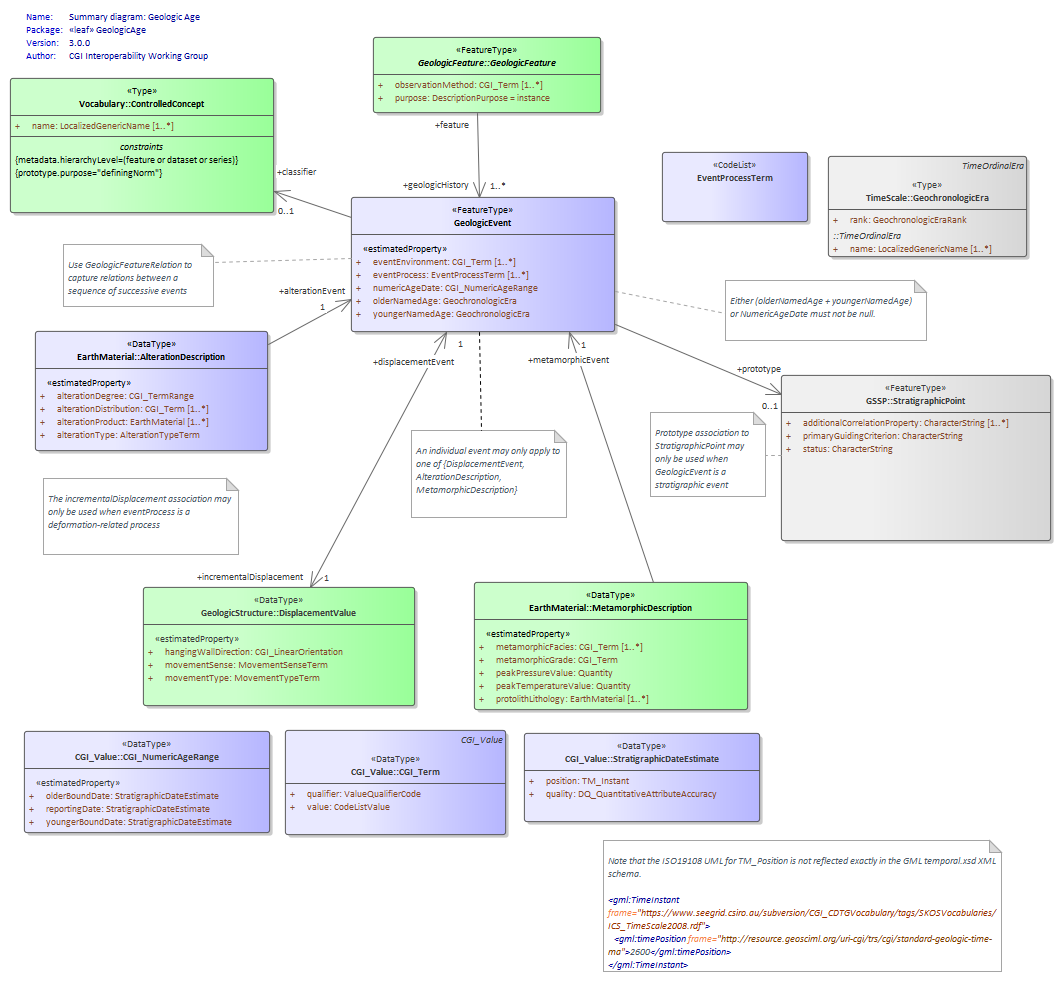 Name: Summary diagram: Geologic Age
Package: «leaf» GeologicAge
Version: 3.0.0
Author: CGI Interoperability Working Group
«FeatureType»
GeologicFeature::GeologicFeature
+ observationMethod: CGI_Term [1..*]
+ purpose: DescriptionPurpose = instance
«Type»
Vocabulary::ControlledConcept
+ name: LocalizedGenericName [1..*]
constraints
{metadata.hierarchyLevel=(feature or dataset or series)}
{prototype.purpose="definingNorm"}
+feature
+geologicHistory
1..*
+classifier
0..1
«CodeList»
EventProcessTerm
TimeOrdinalEra
«Type»
TimeScale::GeochronologicEra
+ rank: GeochronologicEraRank
::TimeOrdinalEra
+ name: LocalizedGenericName [1..*]
«FeatureType»
GeologicEvent
«estimatedProperty»
+ eventEnvironment: CGI_Term [1..*]
+ eventProcess: EventProcessTerm [1..*]
+ numericAgeDate: CGI_NumericAgeRange
+ olderNamedAge: GeochronologicEra
+ youngerNamedAge: GeochronologicEra
Use GeologicFeatureRelation to
capture relations between a
sequence of successive events
+alterationEvent
1
Either (olderNamedAge + youngerNamedAge)
or NumericAgeDate must not be null.
«DataType»
EarthMaterial::AlterationDescription
«estimatedProperty»
+ alterationDegree: CGI_TermRange
+ alterationDistribution: CGI_Term [1..*]
+ alterationProduct: EarthMaterial [1..*]
+ alterationType: AlterationTypeTerm
1
+displacementEvent
1
+metamorphicEvent
+prototype
0..1
«FeatureType»
GSSP::StratigraphicPoint
+ additionalCorrelationProperty: CharacterString [1..*]
+ primaryGuidingCriterion: CharacterString
+ status: CharacterString
An individual event may only apply to
one of {DisplacementEvent,
AlterationDescription,
MetamorphicDescription}
Prototype association to
StratigraphicPoint may
only be used when
GeologicEvent is a
stratigraphic event
The incrementalDisplacement association may
only be used when eventProcess is a
deformation-related process
+incrementalDisplacement
1
«DataType»
GeologicStructure::DisplacementValue
«estimatedProperty»
+ hangingWallDirection: CGI_LinearOrientation
+ movementSense: MovementSenseTerm
+ movementType: MovementTypeTerm
«DataType»
EarthMaterial::MetamorphicDescription
«estimatedProperty»
+ metamorphicFacies: CGI_Term [1..*]
+ metamorphicGrade: CGI_Term
+ peakPressureValue: Quantity
+ peakTemperatureValue: Quantity
+ protolithLithology: EarthMaterial [1..*]
«DataType»
CGI_Value::CGI_NumericAgeRange
«estimatedProperty»
+ olderBoundDate: StratigraphicDateEstimate
+ reportingDate: StratigraphicDateEstimate
+ youngerBoundDate: StratigraphicDateEstimate
CGI_Value
«DataType»
CGI_Value::CGI_Term
+ qualifier: ValueQualifierCode
+ value: CodeListValue
«DataType»
CGI_Value::StratigraphicDateEstimate
+ position: TM_Instant
+ quality: DQ_QuantitativeAttributeAccuracy
Note that the ISO19108 UML for TM_Position is not reflected exactly in the GML temporal.xsd XML
schema.
<gml:TimeInstant
frame="https://www.seegrid.csiro.au/subversion/CGI_CDTGVocabulary/tags/SKOSVocabularies/
ICS_TimeScale2008.rdf">
<gml:timePosition frame="http://resource.geosciml.org/uri-cgi/trs/cgi/standard-geologic-time-
ma">2600</gml:timePosition>
</gml:TimeInstant>